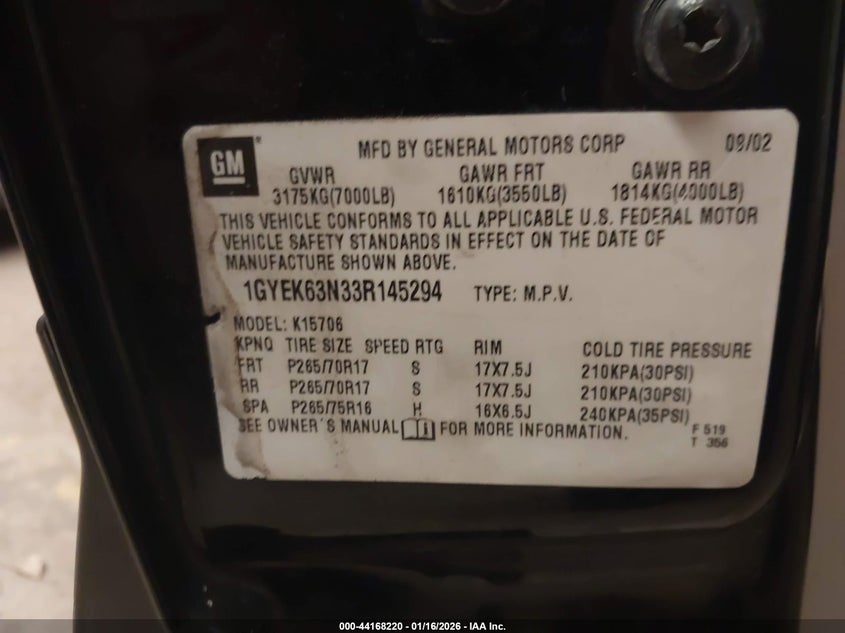 GM
MFD BY GENERAL MOTORS CORP 09/02
GVWR GAWR FRT GAWR RR
3175KG(7000LB) 1610KG(3550LB) 1814KG(4000LB)
THIS VEHICLE CONFORMS TO ALL APPLICABLE U.S. FEDERAL MOTOR
VEHICLE SAFETY STANDARDS IN EFFECT ON THE DATE OF
MANUFACTURE SHOWN ABOVE.
1GYEK63N33R145294 TYPE: M.P.V.
MODEL: K15706
KPNQ TIRE SIZE SPEED RTG RIM COLD TIRE PRESSURE
FRT P265/70R17 S 17X7.5J 210KPA(30PSI)
RR P265/70R17 S 17X7.5J 210KPA(30PSI)
SPA P265/75R16 H 16X6.5J 240KPA(35PSI)
SEE OWNER'S MANUAL FOR MORE INFORMATION.
F 519
T 356
000-44168220 - 01/16/2026 - IAA Inc.